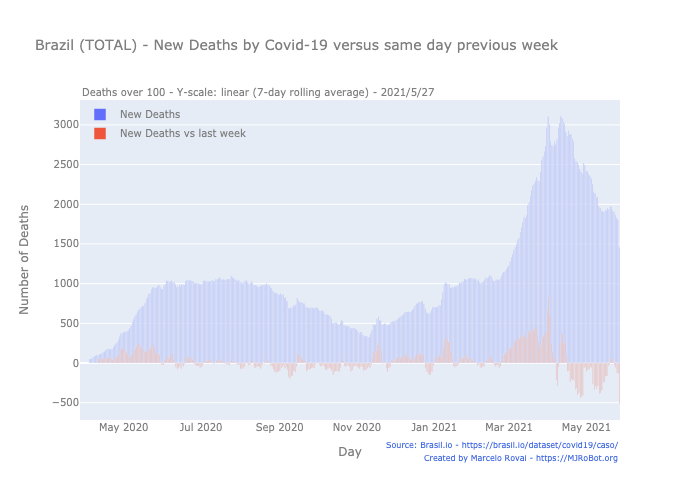 Brazil (TOTAL) - New Deaths by Covid-19 versus same day previous week
Deaths over 100 - Y-scale: linear (7-day rolling average) - 2021/5/27
New Deaths
New Deaths vs last week
3000
2500
2000
1500
1000
500
0
−500
Number of Deaths
May 2020
Jul 2020
Sep 2020
Nov 2020
Jan 2021
Mar 2021
May 2021
Day
Source: Brasil.io - https://brasil.io/dataset/covid19/caso/
Created by Marcelo Rovai - https://MJRoBot.org